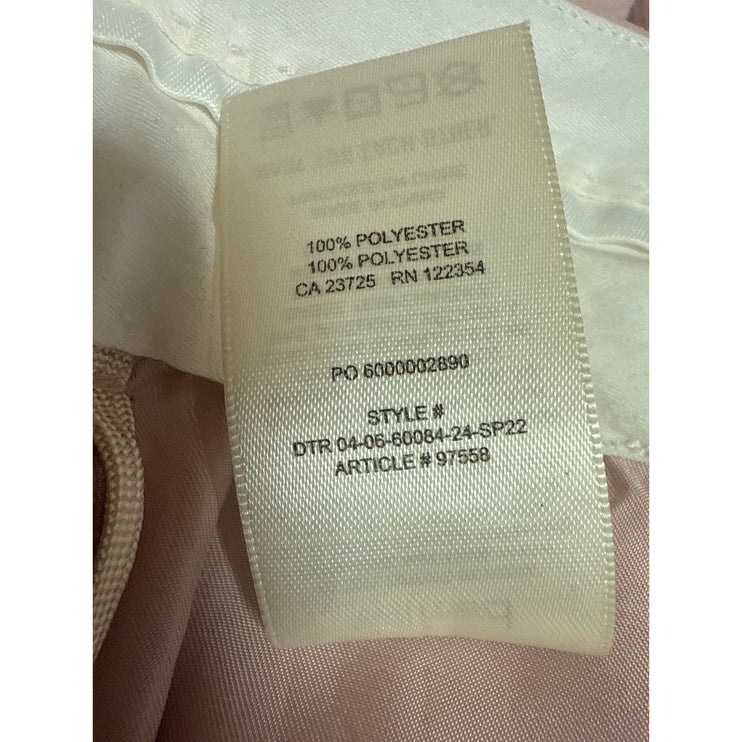 100% POLYESTER
100% POLYESTER
CA 23725 RN 122354
PO 6000002890
STYLE #
DTR 04-06-60084-24-SP22
ARTICLE # 97558